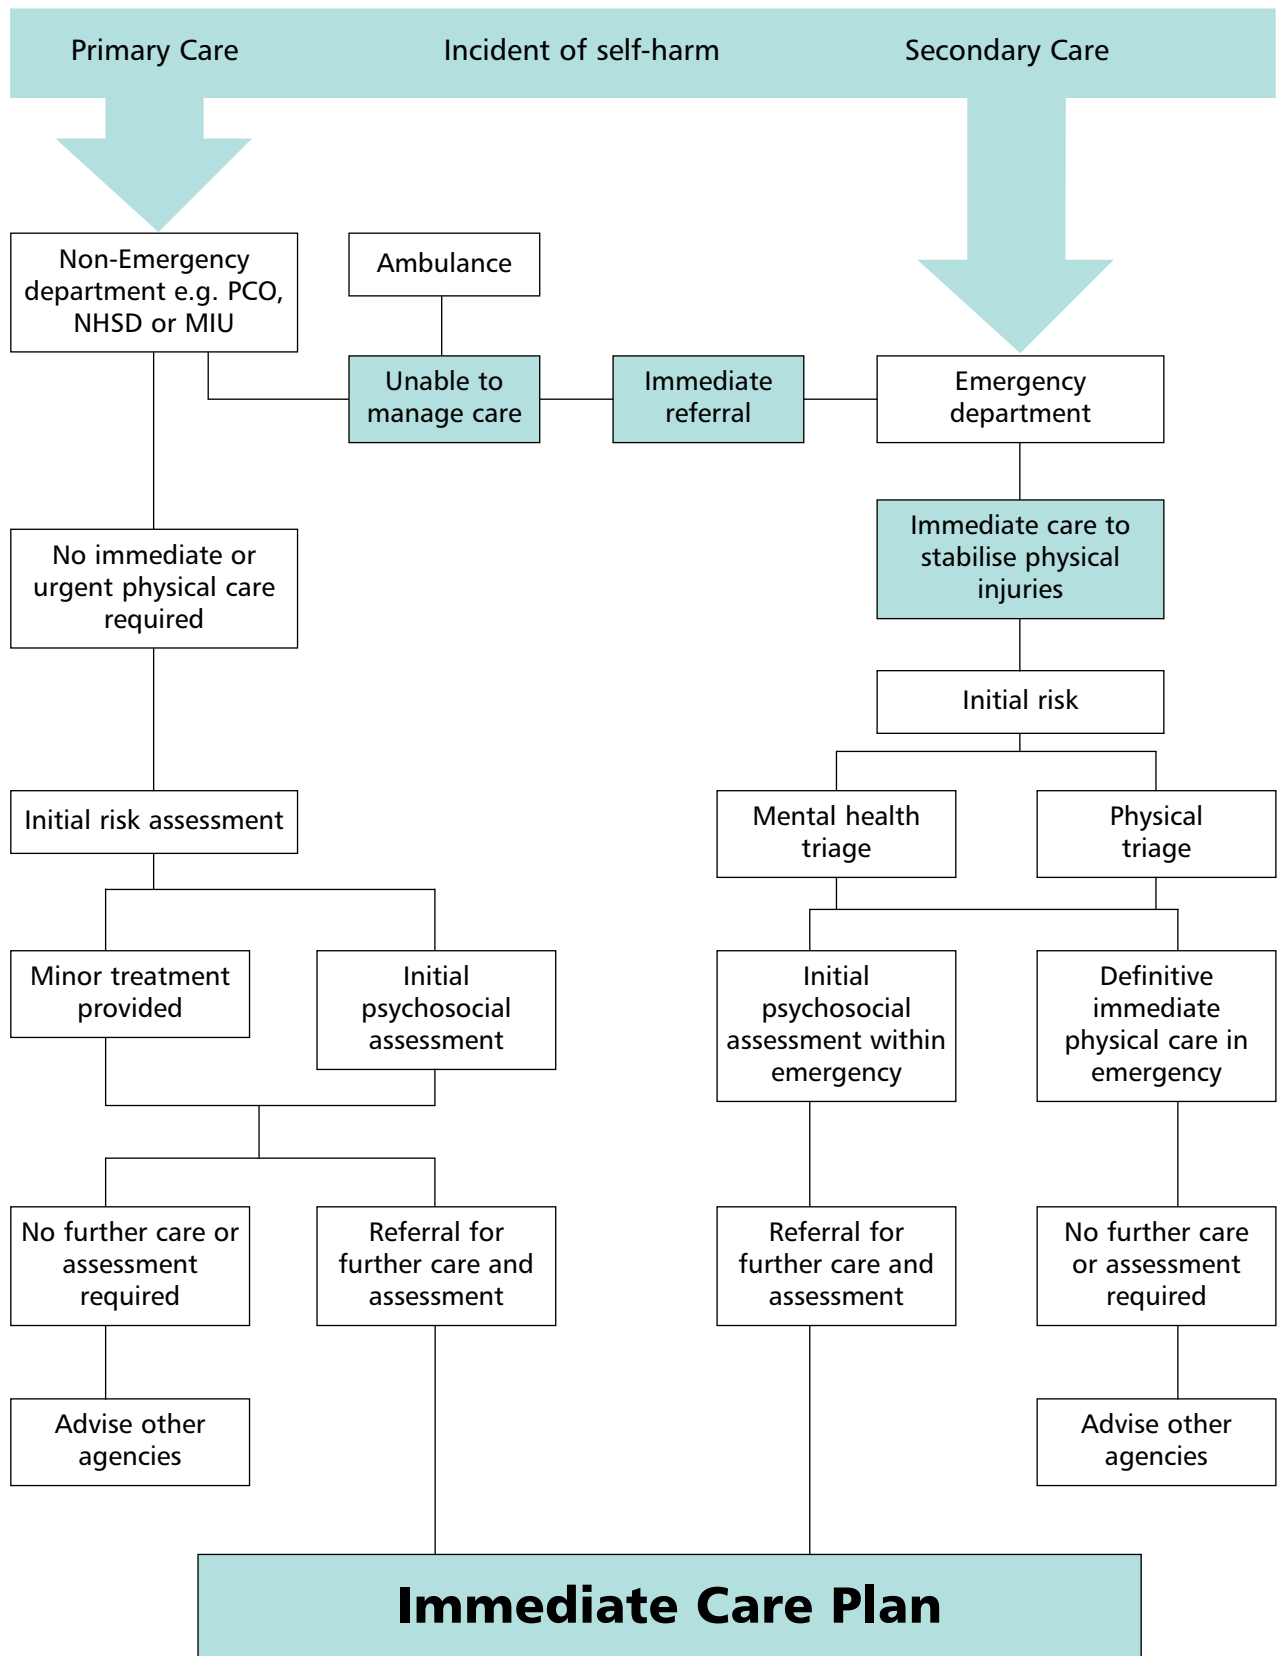 Primary Care
Incident of self-harm
Secondary Care
Non-Emergency
department e.g. PCO,
NHSD or MIU
Ambulance
Unable to
manage care
Immediate
referral
Emergency
department
No immediate or
urgent physical care
required
Immediate care to
stabilise physical
injuries
Initial risk
Initial risk assessment
Mental health
triage
Physical
triage
Minor treatment
provided
Initial
psychosocial
assessment
Initial
psychosocial
assessment within
emergency
Definitive
immediate
physical care in
emergency
No further care or
assessment
required
Referral for
further care and
assessment
Referral for
further care and
assessment
No further care
or assessment
required
Advise other
agencies
Advise other
agencies
Immediate Care Plan